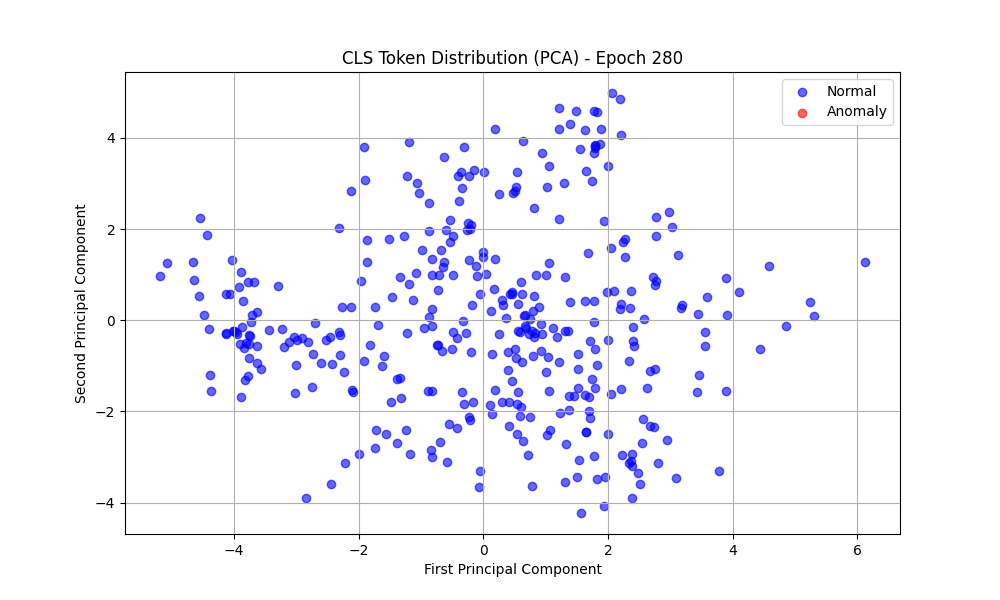 CLS Token Distribution (PCA) - Epoch 280
Normal
Anomaly
Second Principal Component
4
2
0
−2
−4
−4 −2 0 2 4 6
First Principal Component